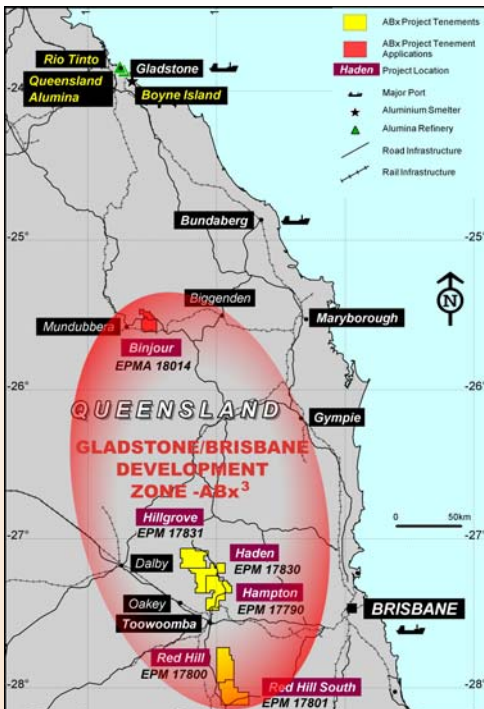 ABx Project Tenements
ABx Project Tenement
Applications
Haden
Project Location
Major Port
Aluminium Smelter
Alumina Refinery
Road Infrastructure
Rail Infrastructure
Rio Tinto
Gladstone
Queensland
Alumina
Boyne Island
-24°
-24°
Bundaberg
-25°
-25°
N
Biggenden
Mundubbera
Maryborough
Binjour
EPMA 18014
-26°
-26°
QUEENSLAND
Gympie
GLADSTONE/BRISBANE
DEVELOPMENT
ZONE -ABx³
50km
Hillgrove
EPM 17831
-27°
-27°
Haden
EPM 17830
Dalby
Hampton
EPM 17790
Oakey
Toowoomba
BRISBANE
Red Hill
EPM 17800
Red Hill South
EPM 17801
-28°
-28°